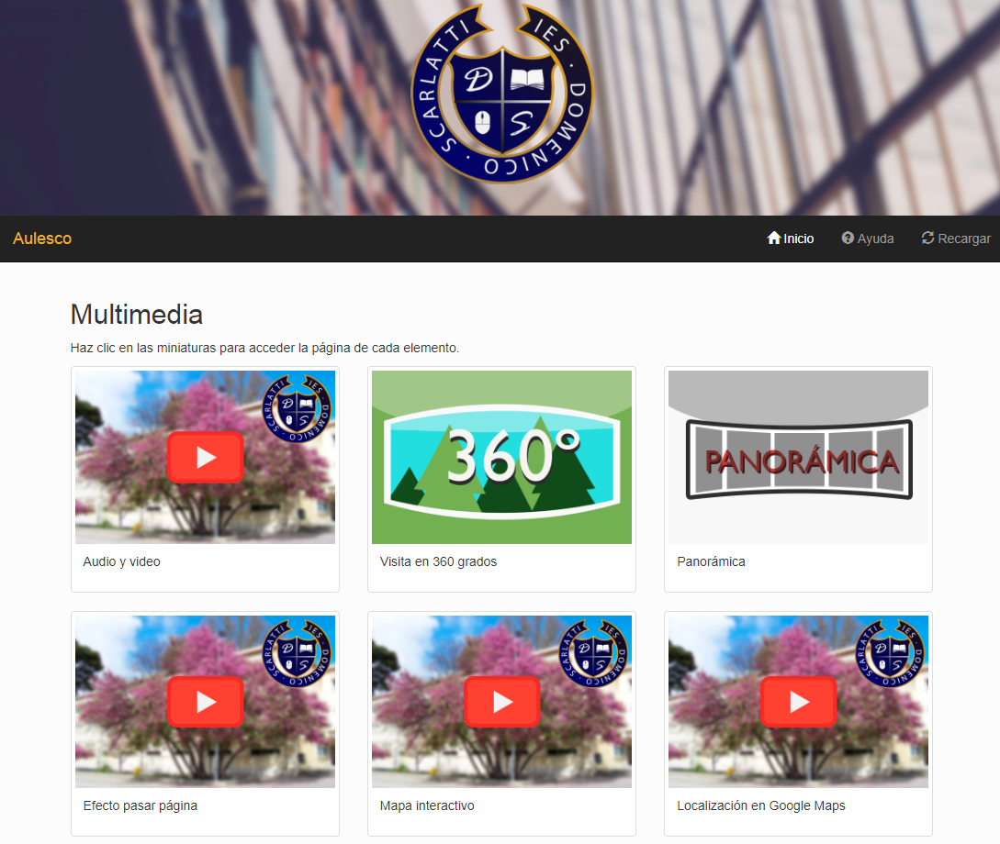 IES · DOMENICO · SCARLATTI
D
S
Aulesco
Inicio
Ayuda
Recargar
Multimedia
Haz clic en las miniaturas para acceder la página de cada elemento.
IES · DOMENICO · SCARLATTI
D
S
360º
PANORÁMICA
Audio y video
Visita en 360 grados
Panorámica
IES · DOMENICO · SCARLATTI
D
S
IES · DOMENICO · SCARLATTI
D
S
IES · DOMENICO · SCARLATTI
D
S
Efecto pasar página
Mapa interactivo
Localización en Google Maps